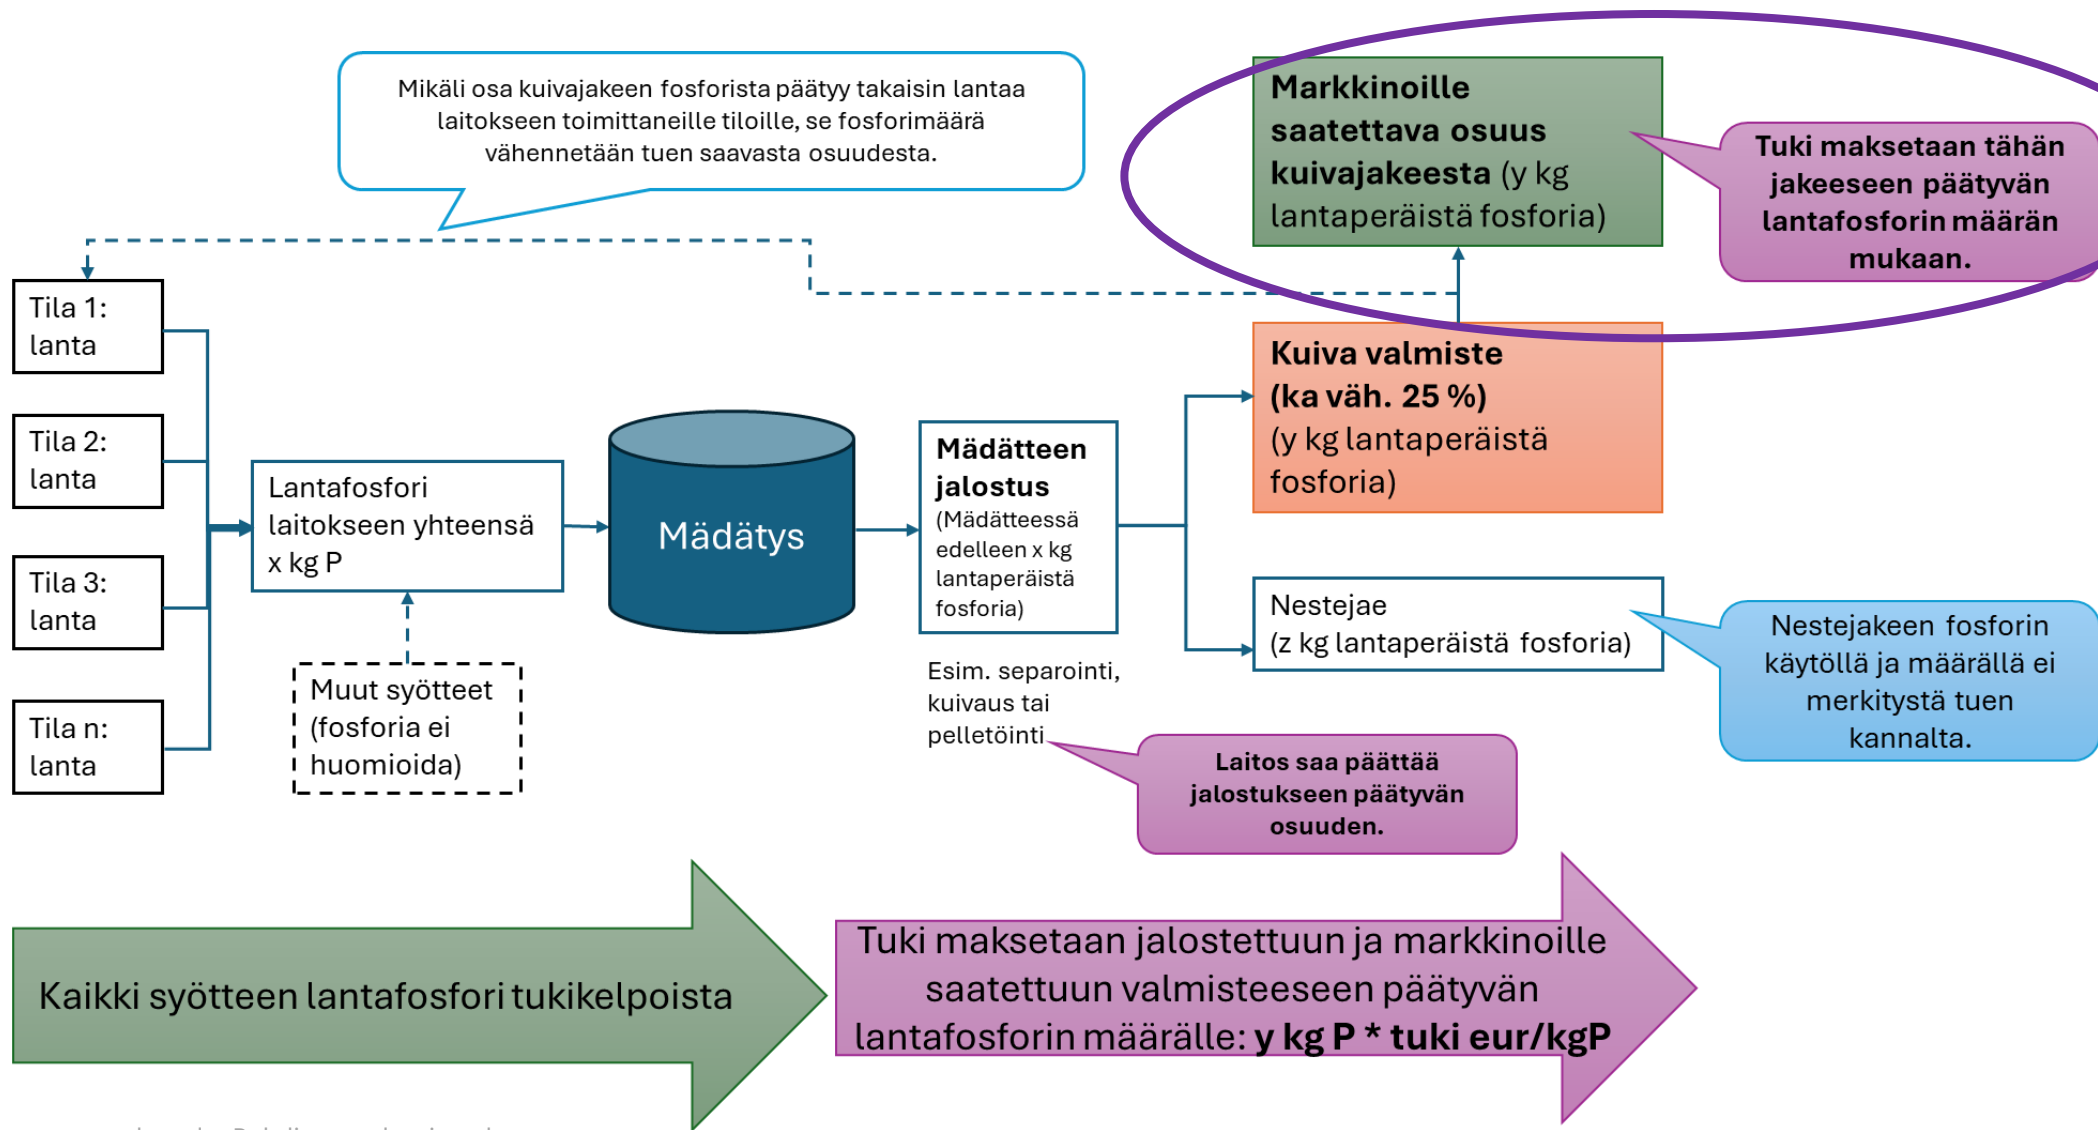 Mikäli osa kuivajakeen fosforista päätyy takaisin lantaa
laitokseen toimittaneille tiloille, se fosforimäärä
vähennetään tuen saavasta osuudesta.
Markkinoille
saatettava osuus
kuivajakeesta (y kg
lantaperäistä fosforia)
Tuki maksetaan tähän
jakeeseen päätyvän
lantafosforin määrän
mukaan.
Tila 1:
lanta
Tila 2:
lanta
Tila 3:
lanta
Tila n:
lanta
Lantafosfori
laitokseen yhteensä
x kg P
Muut syötteet
(fosforia ei
huomioida)
Mädätys
Mädätteen
jalostus
(Mädätteessä
edelleen x kg
lantaperäistä
fosforia)
Esim. separointi,
kuivaus tai
pelletöinti
Kuiva valmiste
(ka väh. 25 %)
(y kg lantaperäistä
fosforia)
Nestejae
(z kg lantaperäistä fosforia)
Nestejakeen fosforin
käytöllä ja määrällä ei
merkitystä tuen
kannalta.
Laitos saa päättää
jalostukseen päätyvän
osuuden.
Kaikki syötteen lantafosfori tukikelpoista
Tuki maksetaan jalostettuun ja markkinoille
saatettuun valmisteeseen päätyvän
lantafosforin määrälle: y kg P * tuki eur/kgP